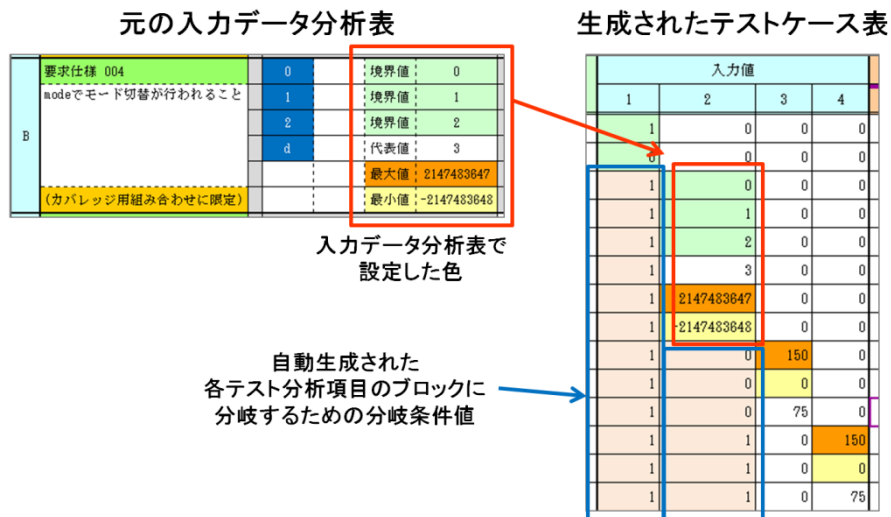 元の入力データ分析表
生成されたテストケース表
要求仕様 004 0 境界値 0
modeでモード切替が行われること 1 境界値 1
2 境界値 2
B
d 代表値 3
最大値 2147483647
(カバレッジ用組み合わせに限定) 最小値 -2147483648
入力データ分析表で
設定した色
自動生成された
各テスト分析項目のブロックに
分岐するための分岐条件値
入力値
1 2 3 4
1 0 0 0
0 0 0 0
1 0 0 0
1 1 0 0
1 2 0 0
1 3 0 0
1 2147483647 0 0
1 -2147483648 0 0
1 0 150 0
1 0 0 0
1 0 75 0
1 1 0 150
1 1 0 0
1 1 0 75